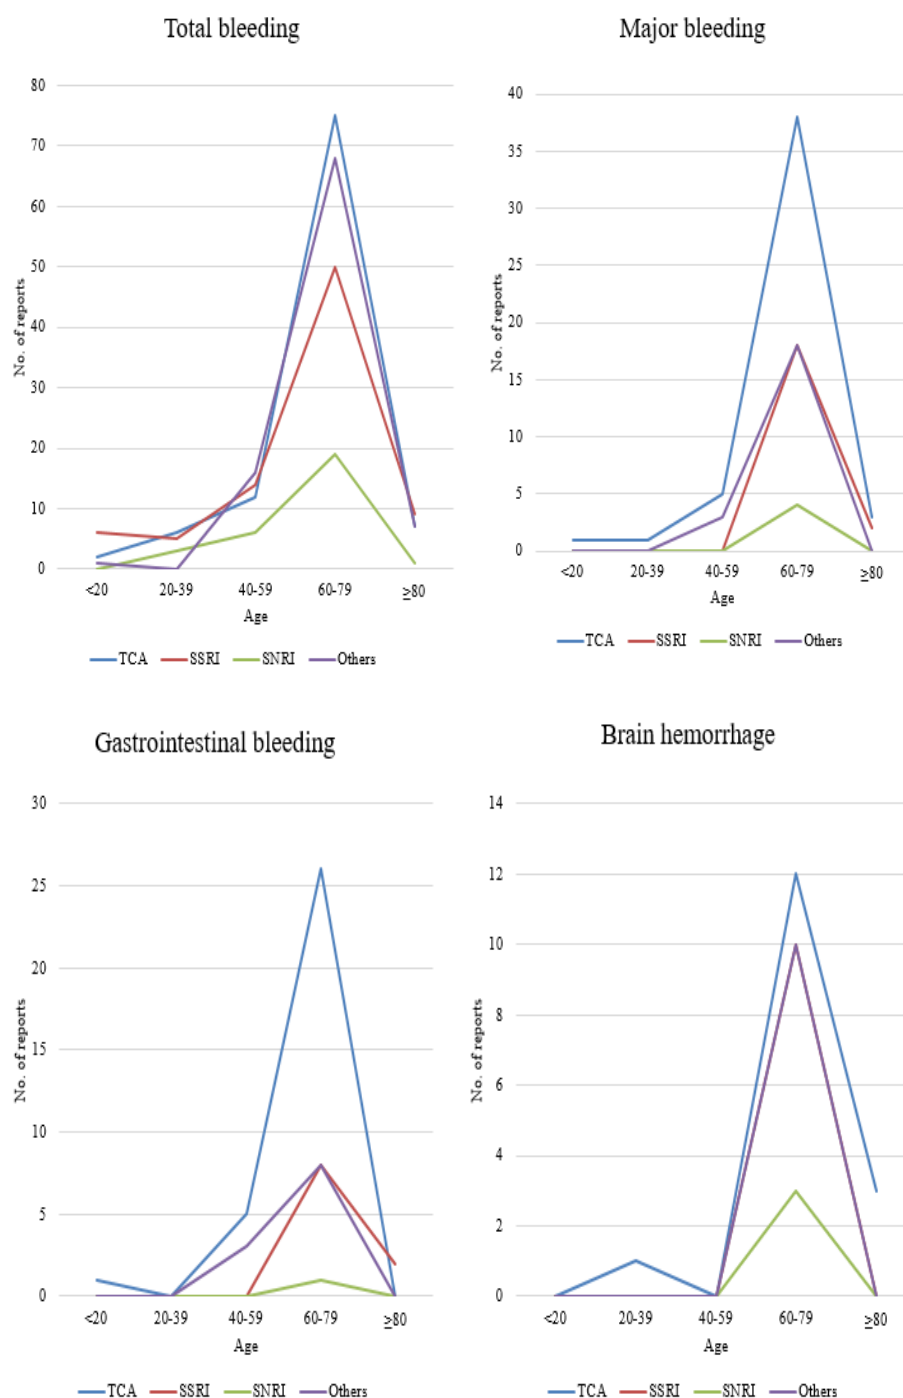 Total bleeding
80
70
60
50
40
30
20
10
0
No. of reports
<20 20-39 40-59 60-79 ≥80
Age
TCA SSRI SNRI Others
Major bleeding
40
35
30
25
20
15
10
5
0
No. of reports
<20 20-39 40-59 60-79 ≥80
Age
TCA SSRI SNRI Others
Gastrointestinal bleeding
30
25
20
15
10
5
0
No. of reports
<20 20-39 40-59 60-79 ≥80
Age
TCA SSRI SNRI Others
Brain hemorrhage
14
12
10
8
6
4
2
0
No. of reports
<20 20-39 40-59 60-79 ≥80
Age
TCA SSRI SNRI Others